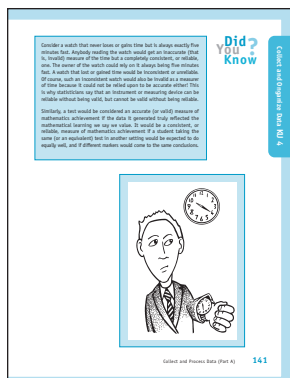 Consider a watch that never loses or gains time but is always exactly five
minutes fast. Anybody reading the watch would get an inaccurate (that
is, invalid) measure of the time but a completely consistent, or reliable,
one. The owner of the watch could rely on it always being five minutes
fast. A watch that lost or gained time would be inconsistent or unreliable.
(Of course, such an inconsistent watch would also be invalid as a measurer
of time because it could not be relied upon to be accurate either! This
is why statisticians say that an instrument or measuring device can be
reliable without being valid, but cannot be valid without being reliable.
Similarly, a test would be considered an accurate (or valid) measure of
mathematics achievement if the data it generated truly reflected the
mathematical learning we say we value. It would be a consistent, or
reliable, measure of mathematics achievement if a student taking the
same (or an equivalent) test in another setting would be expected to do
equally well, and if different markers would come to the same conclusions.
Did
You
Know
?
Collect and Organise Data KU 4
Collect and Process Data (Part A) 141